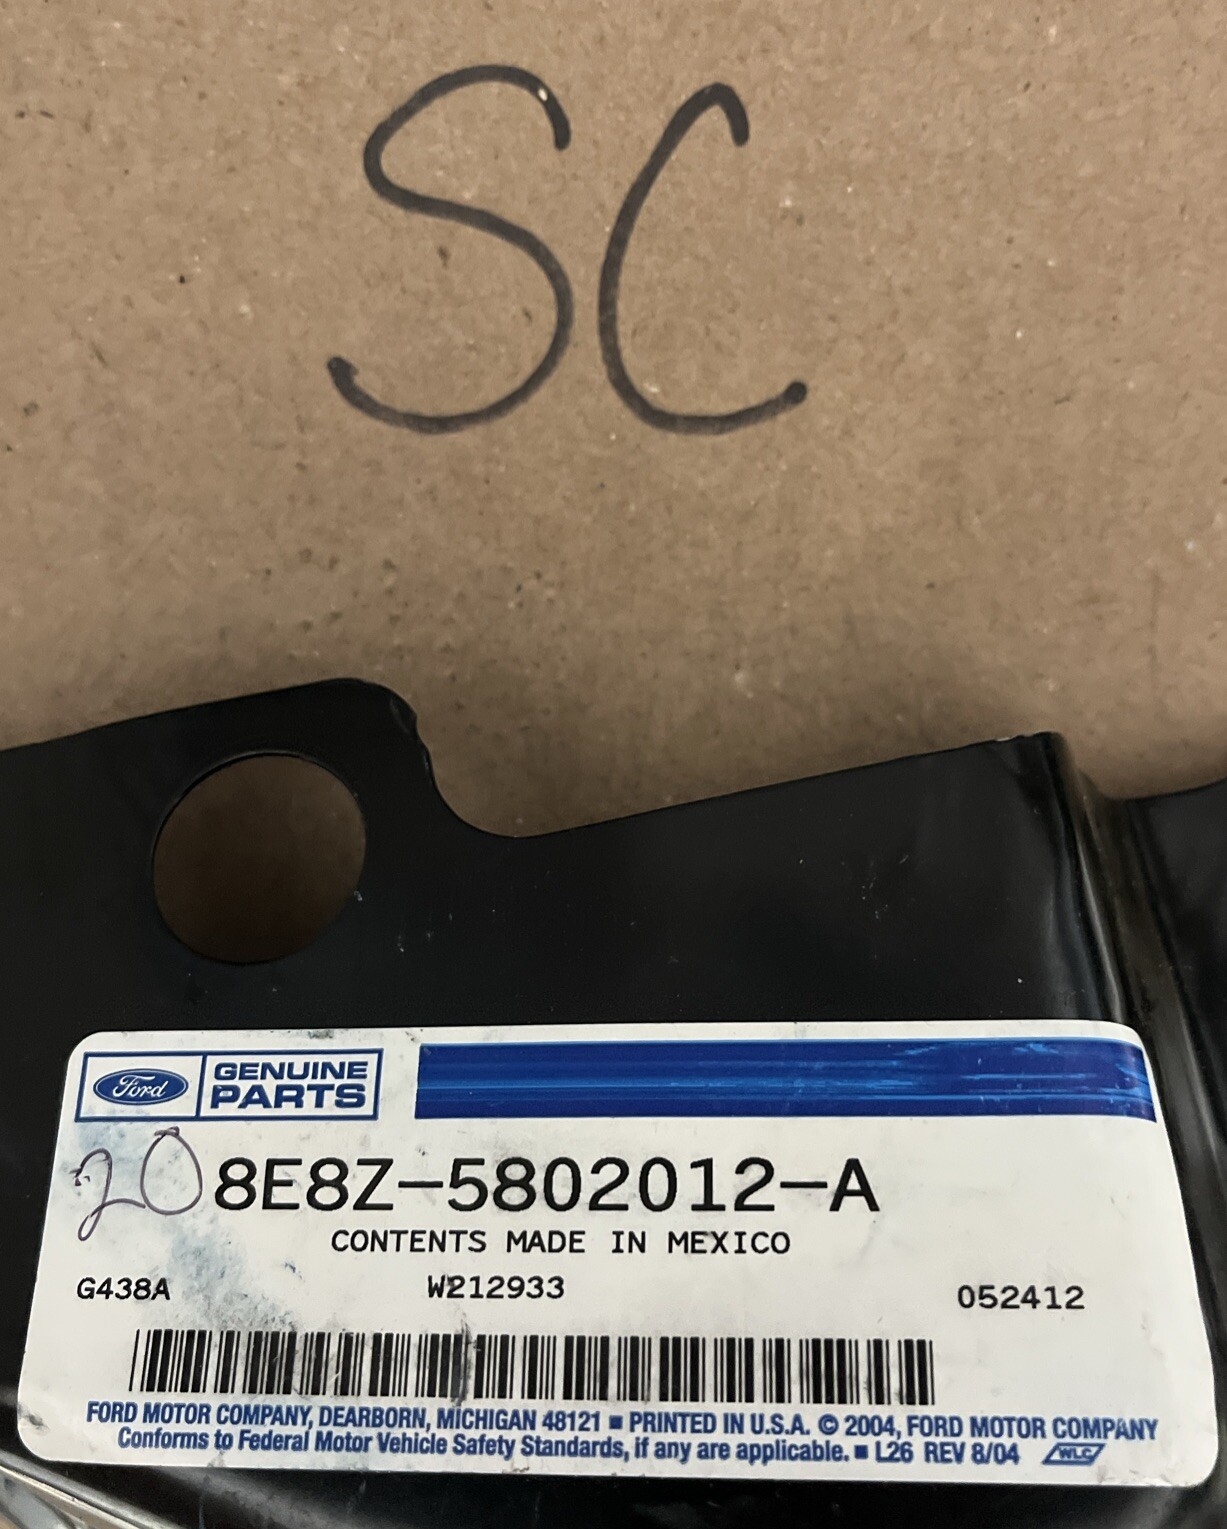 SC
Ford GENUINE PARTS
20 8E8Z-5802012-A
CONTENTS MADE IN MEXICO
G438A W212933 052412
FORD MOTOR COMPANY, DEARBORN, MICHIGAN 48121 ■ PRINTED IN U.S.A. © 2004, FORD MOTOR COMPANY
Conforms to Federal Motor Vehicle Safety Standards, if any are applicable. ■ L26 REV 8/04 WLC